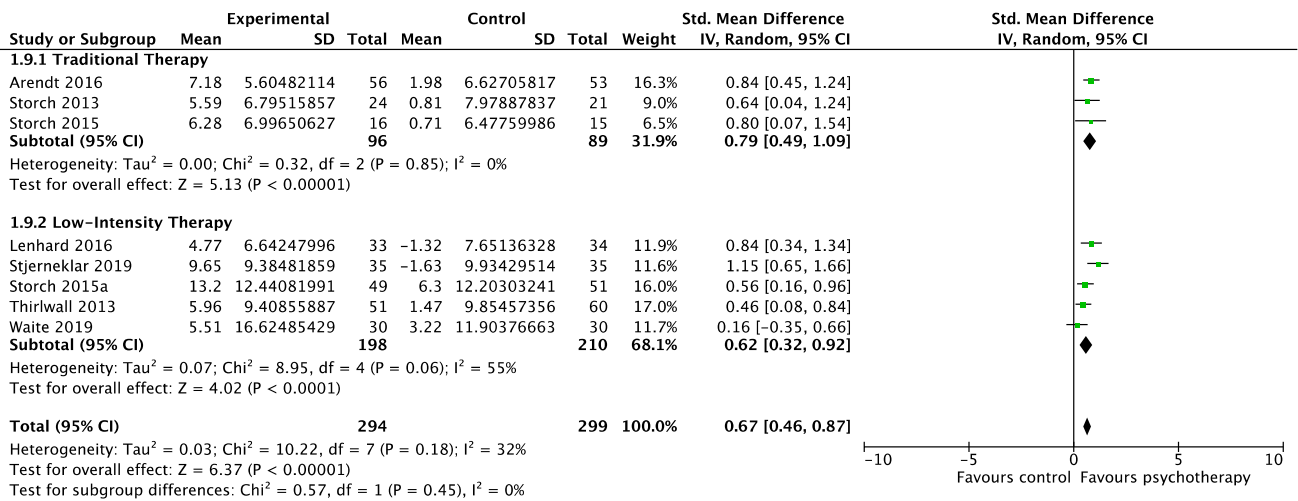 Experimental Control Std. Mean Difference Std. Mean Difference
Study or Subgroup Mean SD Total Mean SD Total Weight IV, Random, 95% CI IV, Random, 95% CI
1.9.1 Traditional Therapy
Arendt 2016 7.18 5.60482114 56 1.98 6.62705817 53 16.3% 0.84 [0.45, 1.24]
Storch 2013 5.59 6.79515857 24 0.81 7.97887837 21 9.0% 0.64 [0.04, 1.24]
Storch 2015 6.28 6.99650627 16 0.71 6.47759986 15 6.5% 0.80 [0.07, 1.54]
Subtotal (95% CI) 96 89 31.9% 0.79 [0.49, 1.09]
Heterogeneity: Tau² = 0.00; Chi² = 0.32, df = 2 (P = 0.85); I² = 0%
Test for overall effect: Z = 5.13 (P < 0.00001)
1.9.2 Low-Intensity Therapy
Lenhard 2016 4.77 6.64247996 33 −1.32 7.65136328 34 11.9% 0.84 [0.34, 1.34]
Stjerneklar 2019 9.65 9.38481859 35 −1.63 9.93429514 35 11.6% 1.15 [0.65, 1.66]
Storch 2015a 13.2 12.44081991 49 6.3 12.20303241 51 16.0% 0.56 [0.16, 0.96]
Thirlwall 2013 5.96 9.40855887 51 1.47 9.85457356 60 17.0% 0.46 [0.08, 0.84]
Waite 2019 5.51 16.62485429 30 3.22 11.90376663 30 11.7% 0.16 [−0.35, 0.66]
Subtotal (95% CI) 198 210 68.1% 0.62 [0.32, 0.92]
Heterogeneity: Tau² = 0.07; Chi² = 8.95, df = 4 (P = 0.06); I² = 55%
Test for overall effect: Z = 4.02 (P < 0.0001)
Total (95% CI) 294 299 100.0% 0.67 [0.46, 0.87]
Heterogeneity: Tau² = 0.03; Chi² = 10.22, df = 7 (P = 0.18); I² = 32%
Test for overall effect: Z = 6.37 (P < 0.00001)
Test for subgroup differences: Chi² = 0.57, df = 1 (P = 0.45), I² = 0%
−10 −5 0 5 10
Favours control Favours psychotherapy